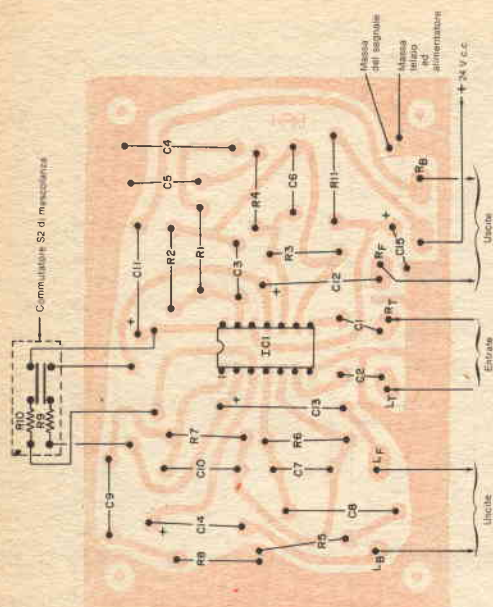 Commutatore S2 di mescolanza
R10
R9
C4
C5
C11
+
R2
R1
R4
C6
R11
C3
R3
+
C12
IC1
+
C13
C1
C2
R7
R6
C10
C7
C9
+
C14
C8
R8
R5
+
C15
LB
LF
LT
RT
RF
RB
Massa
del segnale
Massa
telaio
ed
alimentatore
+ 24 V c.c.
Uscite
Entrate
Uscite